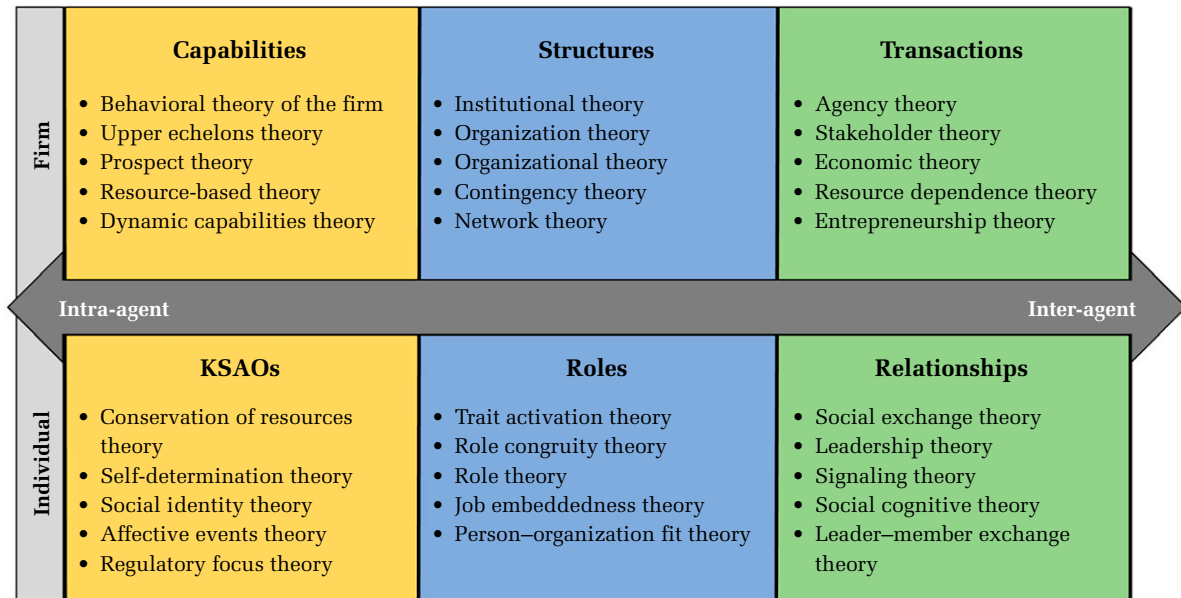 Firm
Capabilities
• Behavioral theory of the firm
• Upper echelons theory
• Prospect theory
• Resource-based theory
• Dynamic capabilities theory
Structures
• Institutional theory
• Organization theory
• Organizational theory
• Contingency theory
• Network theory
Transactions
• Agency theory
• Stakeholder theory
• Economic theory
• Resource dependence theory
• Entrepreneurship theory
Intra-agent
Inter-agent
Individual
KSAOs
• Conservation of resources
theory
• Self-determination theory
• Social identity theory
• Affective events theory
• Regulatory focus theory
Roles
• Trait activation theory
• Role congruity theory
• Role theory
• Job embeddedness theory
• Person–organization fit theory
Relationships
• Social exchange theory
• Leadership theory
• Signaling theory
• Social cognitive theory
• Leader–member exchange
theory